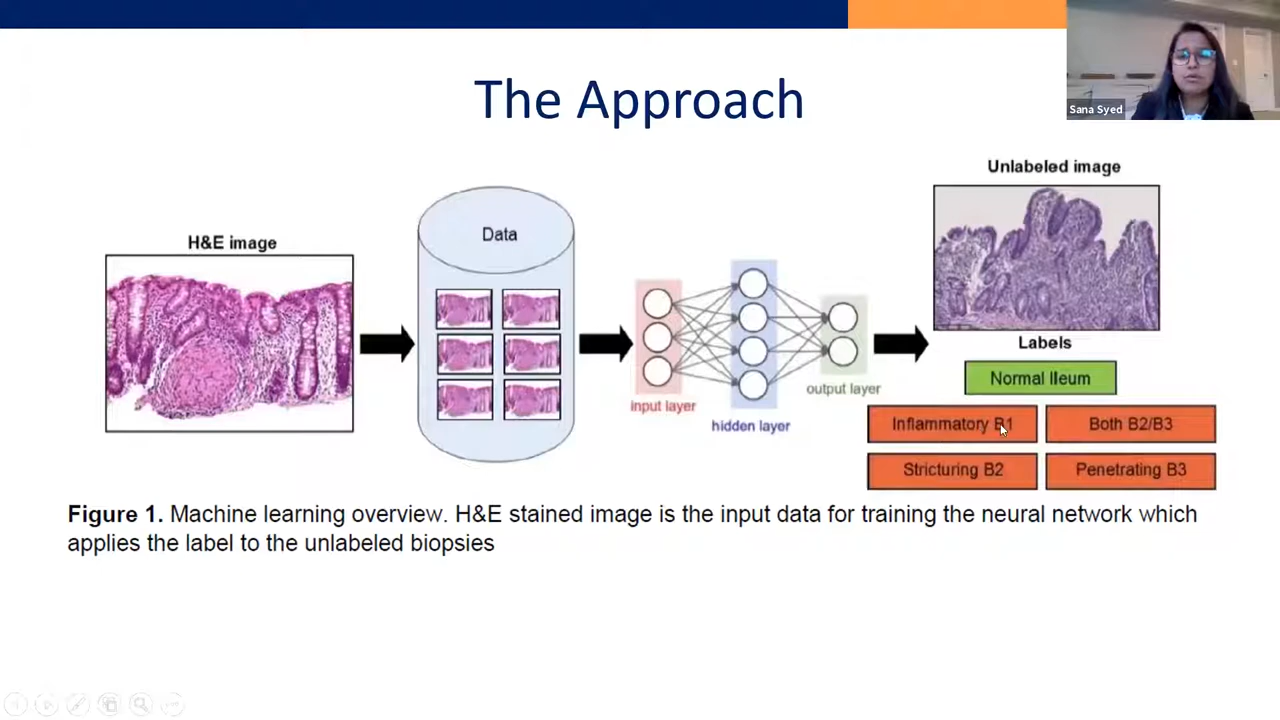 Sana Syed
The Approach
H&E image
Data
input layer
hidden layer
output layer
Unlabeled image
Labels
Normal Ileum
Inflammatory B1
Both B2/B3
Stricturing B2
Penetrating B3
Figure 1. Machine learning overview. H&E stained image is the input data for training the neural network which
applies the label to the unlabeled biopsies